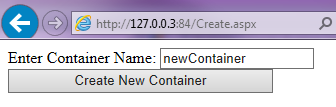 http://127.0.0.3:84/Create.aspx
Enter Container Name: newContainer
Create New Container